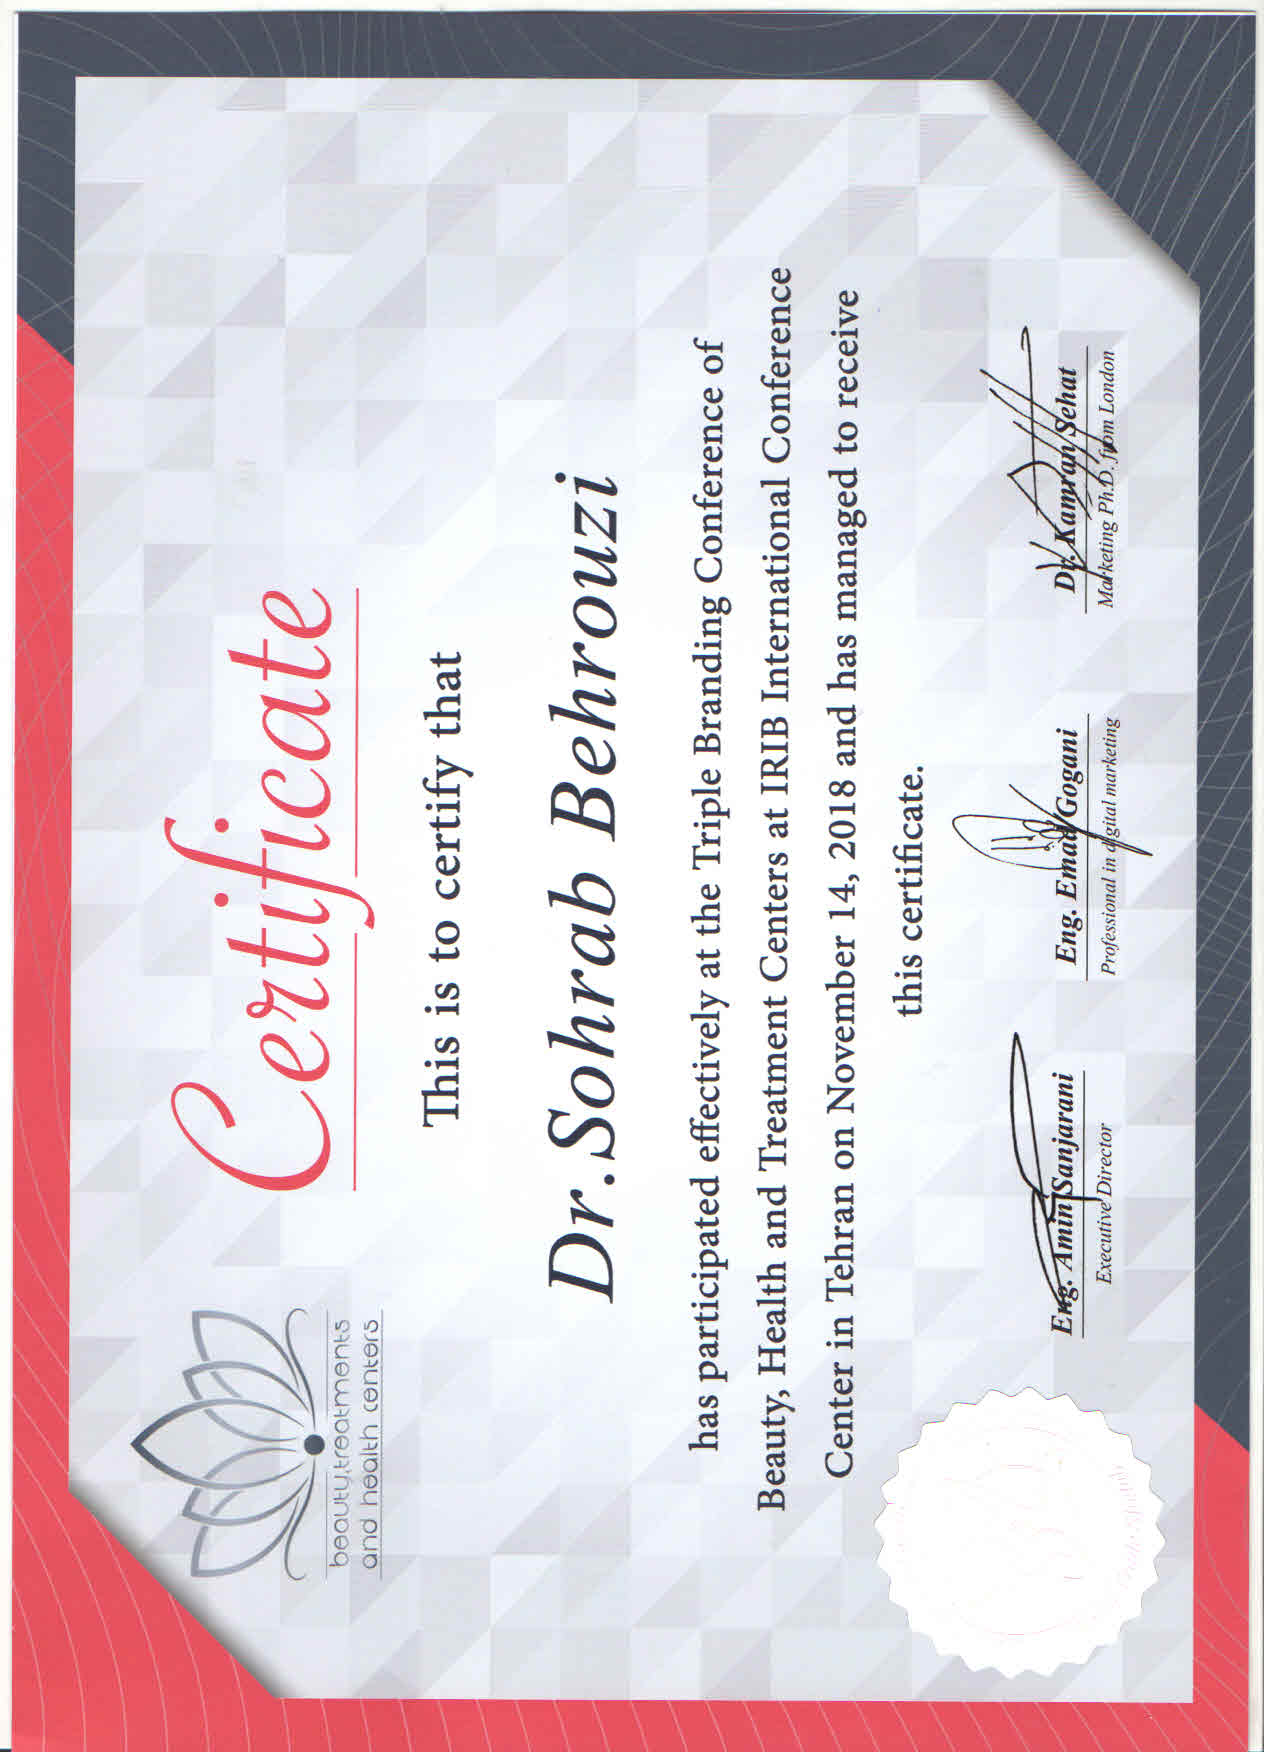 beauty,treatments
and health centers
Certificate
This is to certify that
Dr.Sohrab Behrouzi
has participated effectively at the Triple Branding Conference of
Beauty, Health and Treatment Centers at IRIB International Conference
Center in Tehran on November 14, 2018 and has managed to receive
this certificate.
Eng. Amin Sanjarani
Executive Director
Eng. Emad Gogani
Professional in digital marketing
Dr. Kamran Sehat
Marketing Ph.D. from London